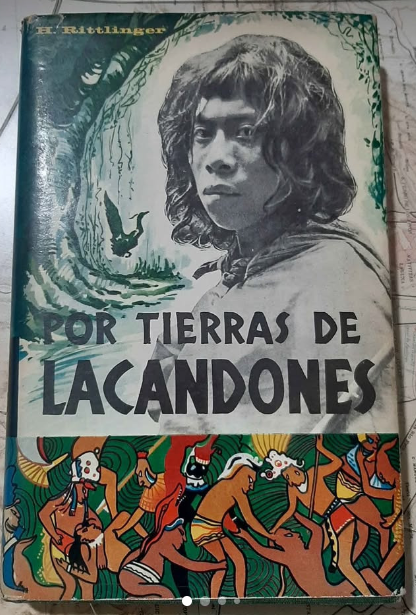 H. Rittlinger
POR TIERRAS DE
LACANDONES